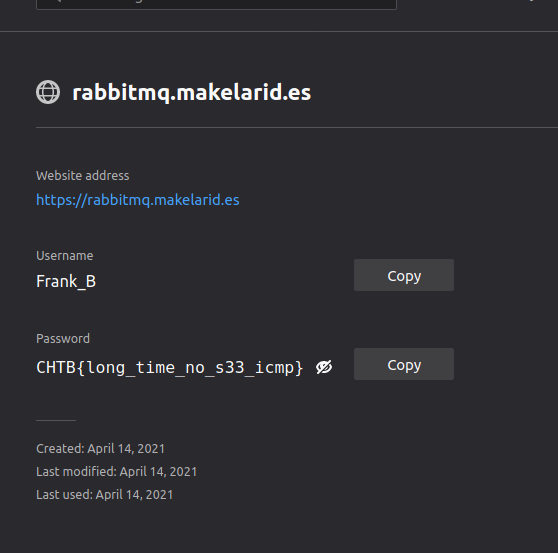 rabbitmq.makelarid.es
Website address
https://rabbitmq.makelarid.es
Username
Frank_B
Copy
Password
CHTB{long_time_no_s33_icmp}
Copy
Created: April 14, 2021
Last modified: April 14, 2021
Last used: April 14, 2021